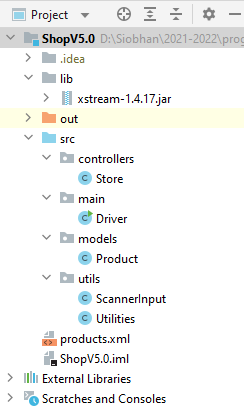 Project
ShopV5.0 D:\Siobhan\2021-2022\prog
.idea
lib
xstream-1.4.17.jar
out
src
controllers
Store
main
Driver
models
Product
utils
ScannerInput
Utilities
products.xml
ShopV5.0.iml
External Libraries
Scratches and Consoles